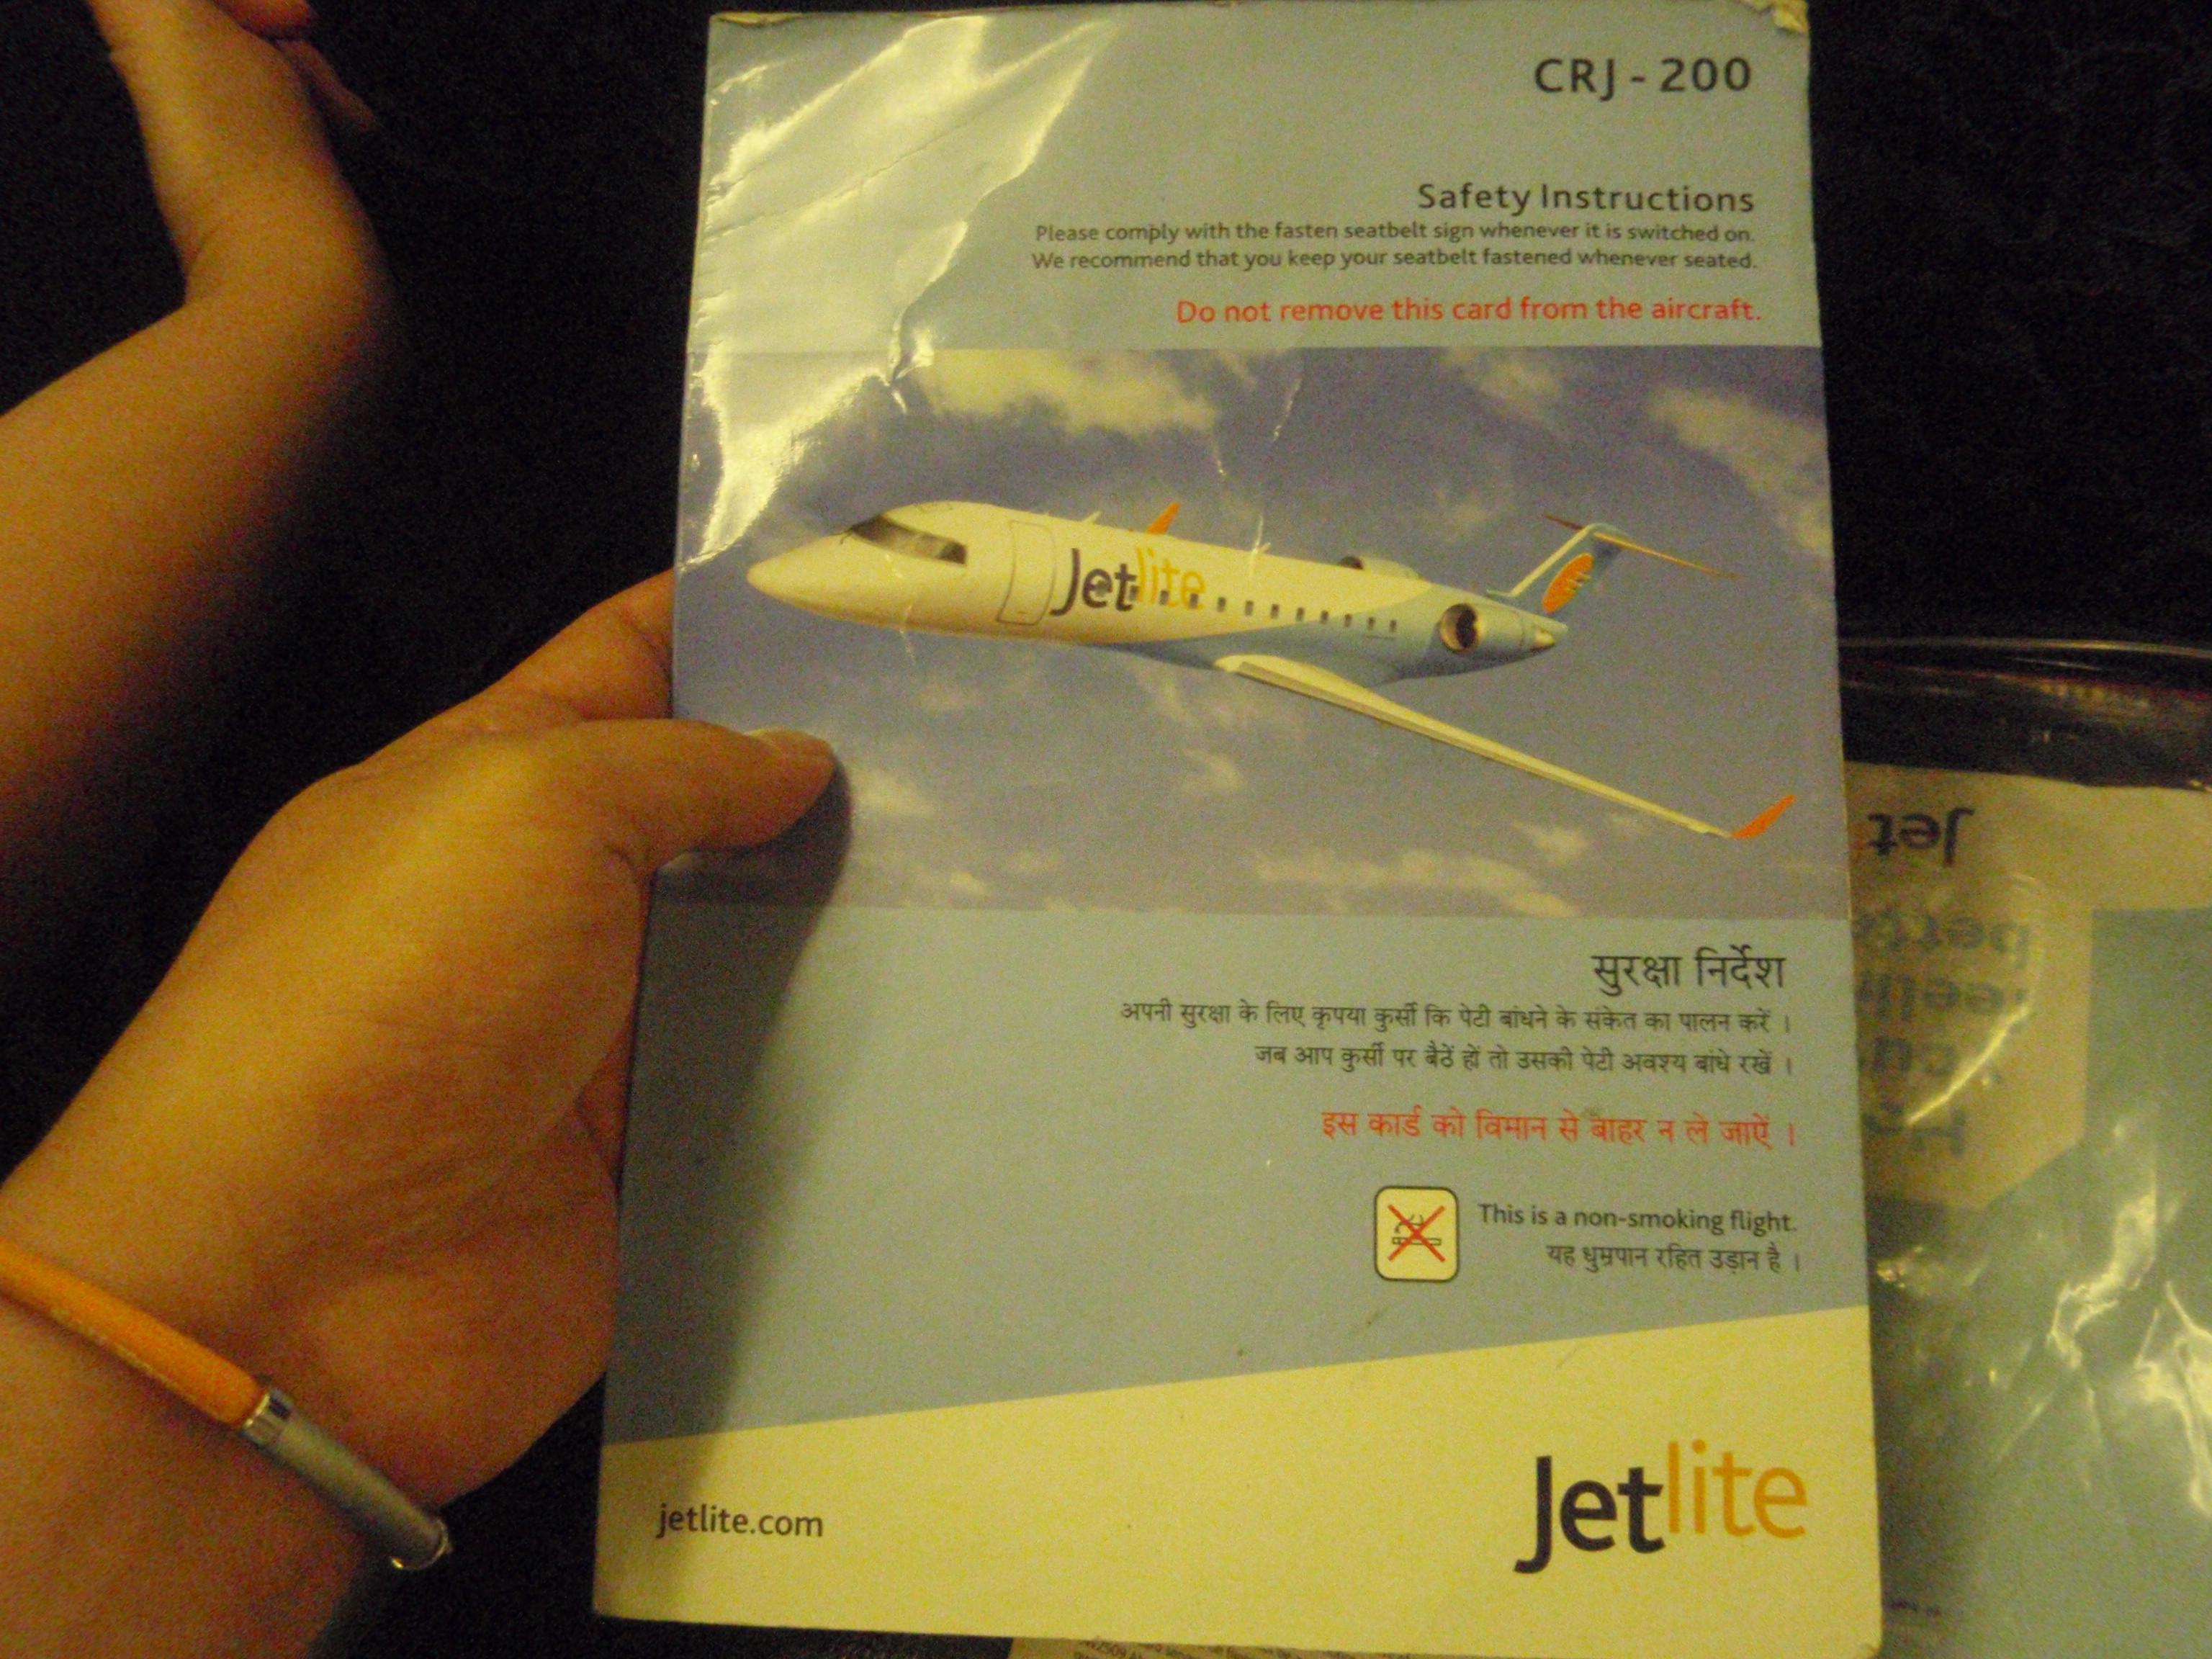 CRJ - 200
Safety Instructions
Please comply with the fasten seatbelt sign whenever it is switched on.
We recommend that you keep your seatbelt fastened whenever seated.
Do not remove this card from the aircraft.
Jetlite
सुरक्षा निर्देश
अपनी सुरक्षा के लिए कृपया कुर्सी कि पेटी बांधने के संकेत का पालन करें ।
जब आप कुर्सी पर बैठें हों तो उसकी पेटी अवश्य बांधे रखें ।
इस कार्ड को विमान से बाहर न ले जाऐं ।
This is a non-smoking flight.
यह धुम्रपान रहित उड़ान है ।
jetlite.com
Jetlite
Jet